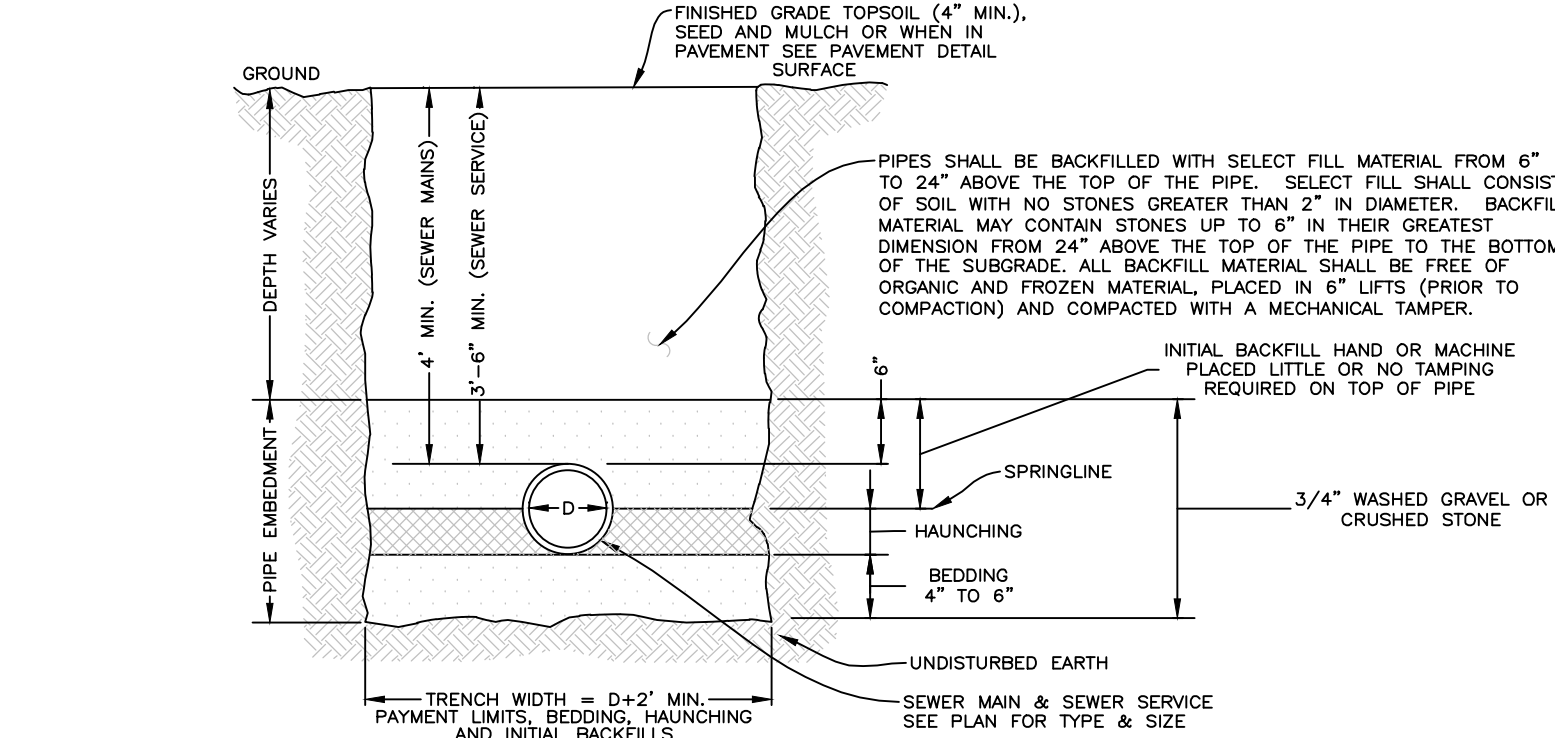 FINISHED GRADE TOPSOIL (4" MIN.),
SEED AND MULCH OR WHEN IN
PAVEMENT SEE PAVEMENT DETAIL
SURFACE
GROUND
DEPTH VARIES
4' MIN. (SEWER MAINS)
3'-6" MIN. (SEWER SERVICE)
PIPES SHALL BE BACKFILLED WITH SELECT FILL MATERIAL FROM 6"
TO 24" ABOVE THE TOP OF THE PIPE. SELECT FILL SHALL CONSIST
OF SOIL WITH NO STONES GREATER THAN 2" IN DIAMETER. BACKFIL
MATERIAL MAY CONTAIN STONES UP TO 6" IN THEIR GREATEST
DIMENSION FROM 24" ABOVE THE TOP OF THE PIPE TO THE BOTTOM
OF THE SUBGRADE. ALL BACKFILL MATERIAL SHALL BE FREE OF
ORGANIC AND FROZEN MATERIAL, PLACED IN 6" LIFTS (PRIOR TO
COMPACTION) AND COMPACTED WITH A MECHANICAL TAMPER.
INITIAL BACKFILL HAND OR MACHINE
PLACED LITTLE OR NO TAMPING
REQUIRED ON TOP OF PIPE
6"
PIPE EMBEDMENT
SPRINGLINE
D
3/4" WASHED GRAVEL OR
CRUSHED STONE
HAUNCHING
BEDDING
4" TO 6"
UNDISTURBED EARTH
SEWER MAIN & SEWER SERVICE
SEE PLAN FOR TYPE & SIZE
TRENCH WIDTH = D+2' MIN.
PAYMENT LIMITS, BEDDING, HAUNCHING
AND INITIAL BACKFILLS